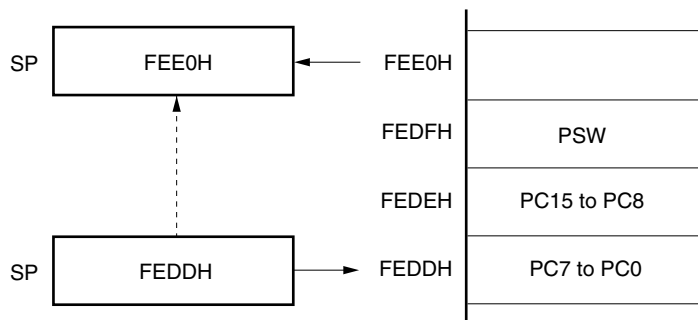 SP FEE0H FEE0H
FEDFH PSW
FEDEH PC15 to PC8
SP FEDDH FEDDH PC7 to PC0